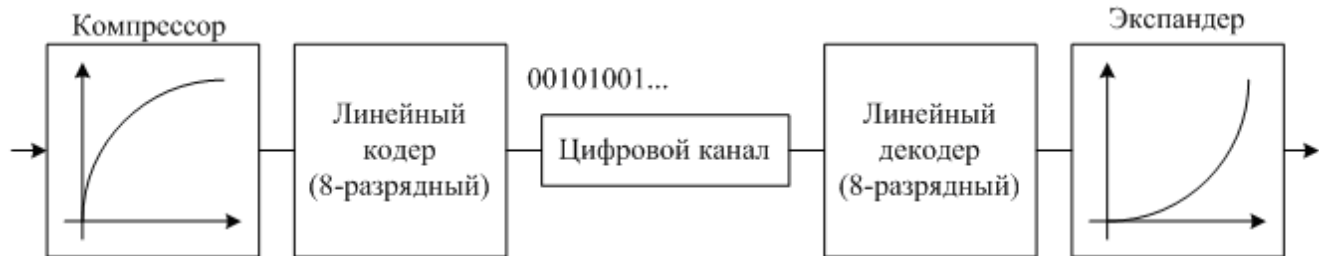 Компрессор
Экспандер
00101001...
Линейный
кодер
(8-разрядный)
Цифровой канал
Линейный
декодер
(8-разрядный)